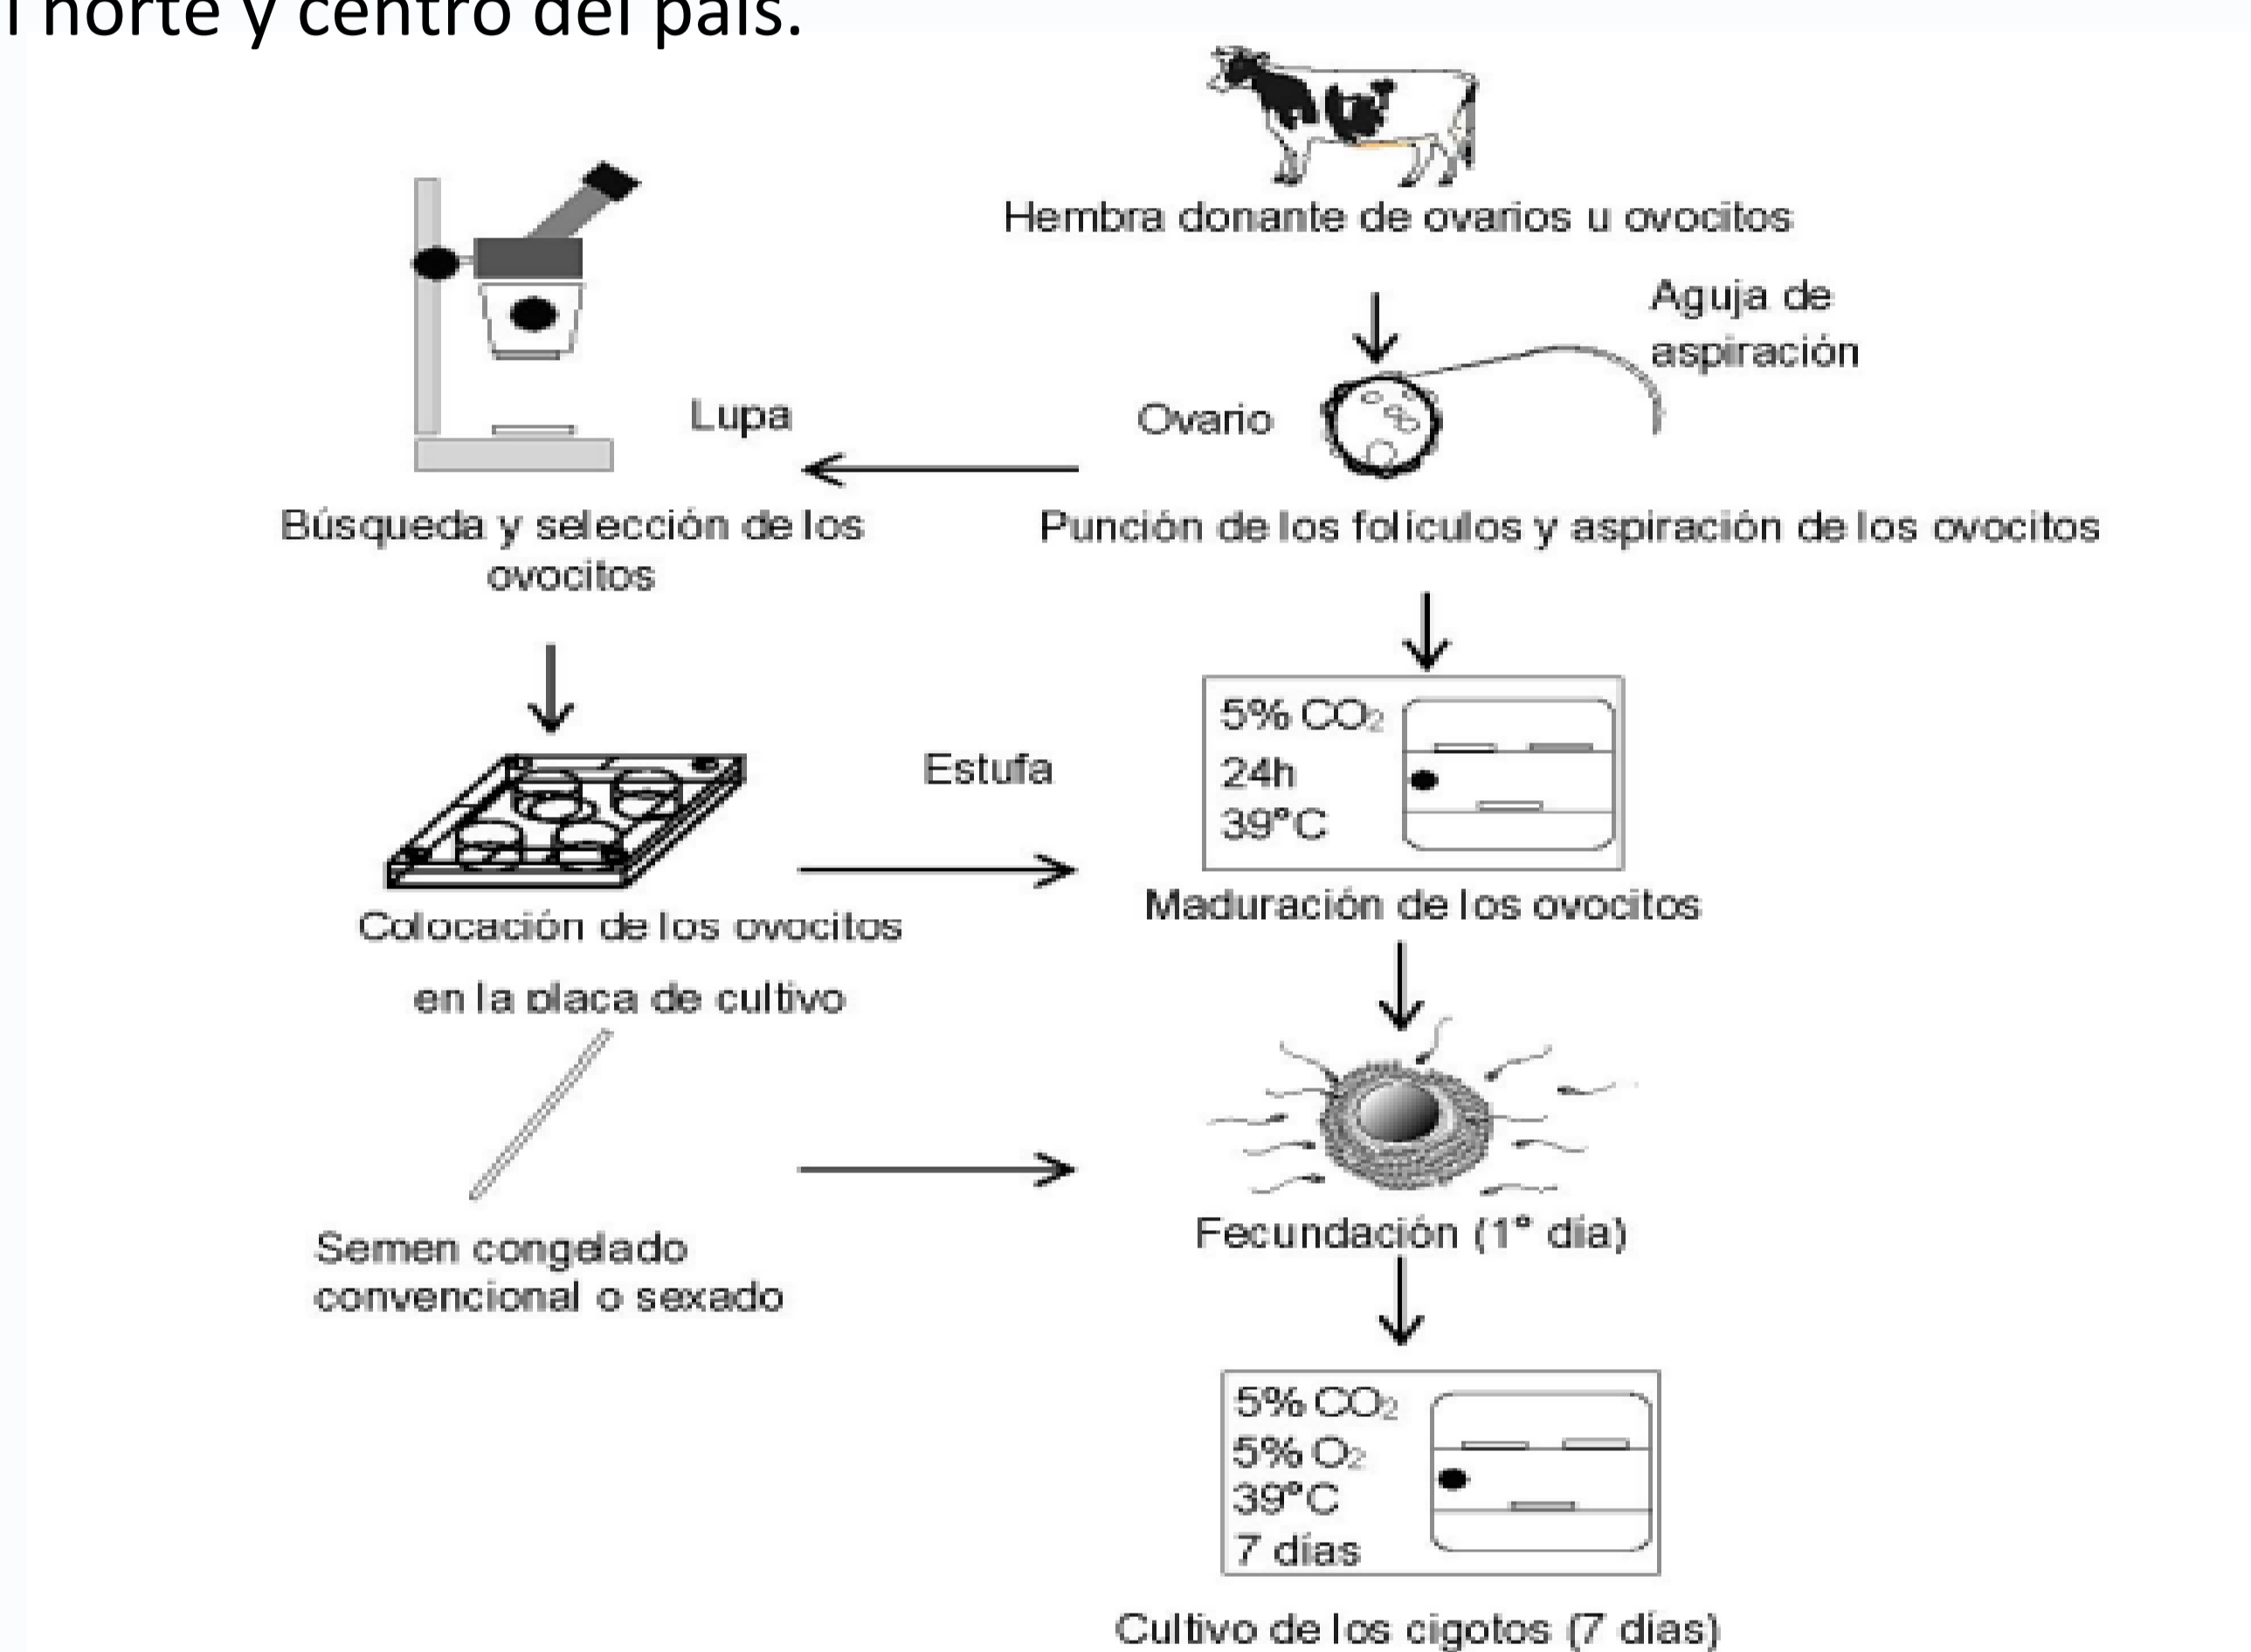 l norte y centro del país.
Hembra donante de ovarios u ovocitos
Aguja de
aspiración
Ovario
Lupa
Búsqueda y selección de los
ovocitos
Punción de los folículos y aspiración de los ovocitos
5% CO₂
24h
39°C
Estufa
Maduración de los ovocitos
Colocación de los ovocitos
en la placa de cultivo
Semen congelado
convencional o sexado
Fecundación (1° día)
5% CO₂
5% O₂
39°C
7 días
Cultivo de los cigotos (7 días)